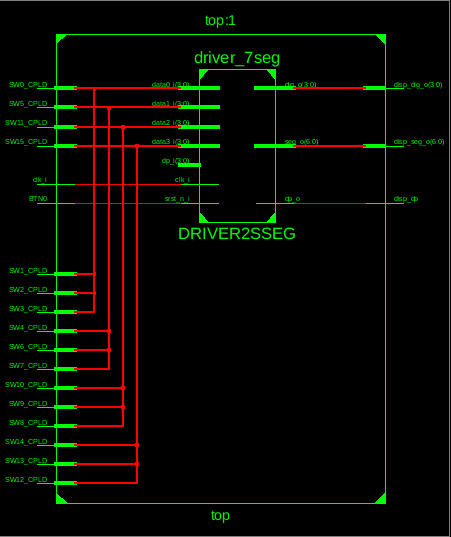 top:1
driver_7seg
SW0_CPLD data0_i(3:0) dig_o(3:0) disp_dig_o(3:0)
SW5_CPLD data1_i(3:0)
SW11_CPLD data2_i(3:0)
SW15_CPLD data3_i(3:0) seg_o(6:0) disp_seg_o(6:0)
dp_i(3:0)
clk_i clk_i
BTN0 srst_n_i dp_o disp_dp
DRIVER2SSEG
SW1_CPLD
SW2_CPLD
SW3_CPLD
SW4_CPLD
SW6_CPLD
SW7_CPLD
SW10_CPLD
SW9_CPLD
SW8_CPLD
SW14_CPLD
SW13_CPLD
SW12_CPLD
top